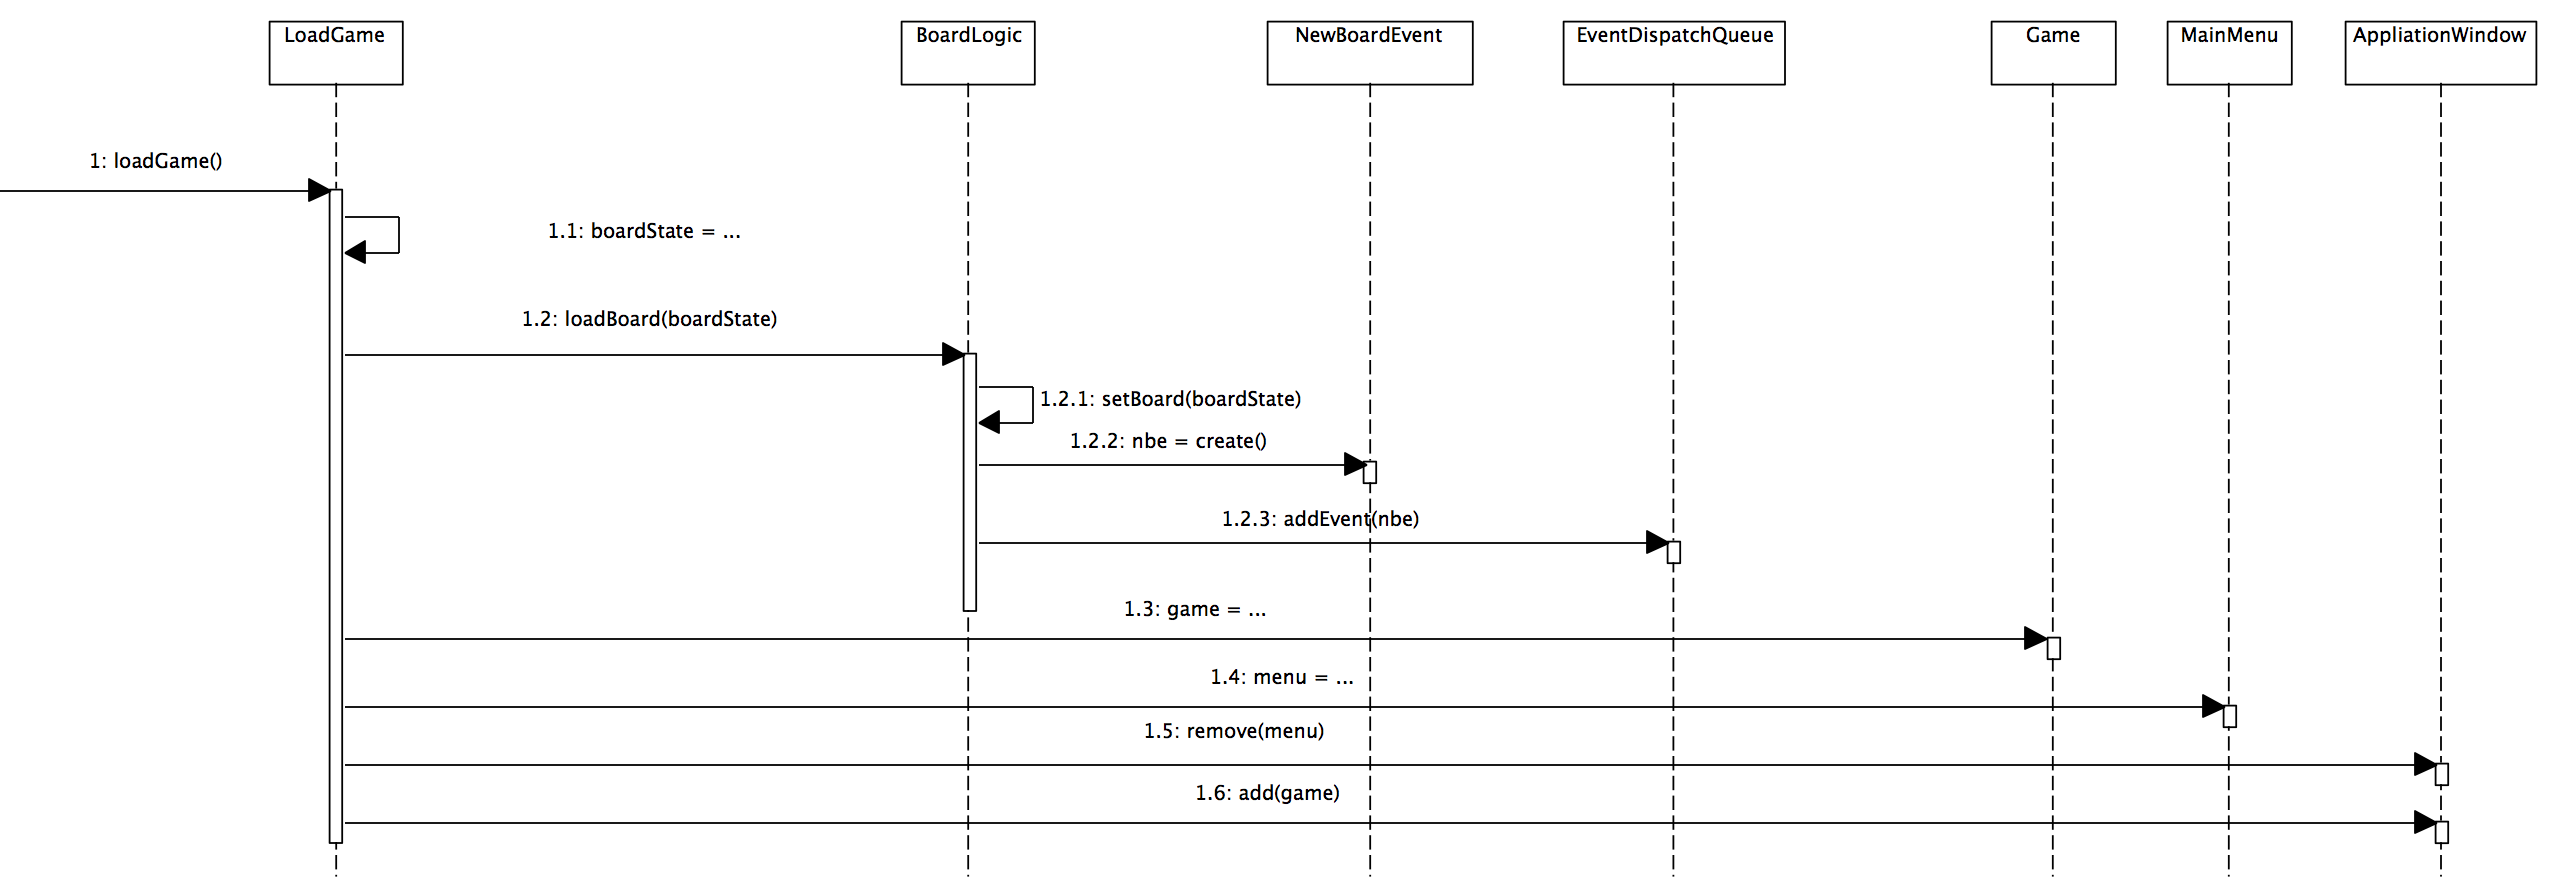 LoadGame
BoardLogic
NewBoardEvent
EventDispatchQueue
Game
MainMenu
AppliationWindow
1: loadGame()
1.1: boardState = ...
1.2: loadBoard(boardState)
1.2.1: setBoard(boardState)
1.2.2: nbe = create()
1.2.3: addEvent(nbe)
1.3: game = ...
1.4: menu = ...
1.5: remove(menu)
1.6: add(game)